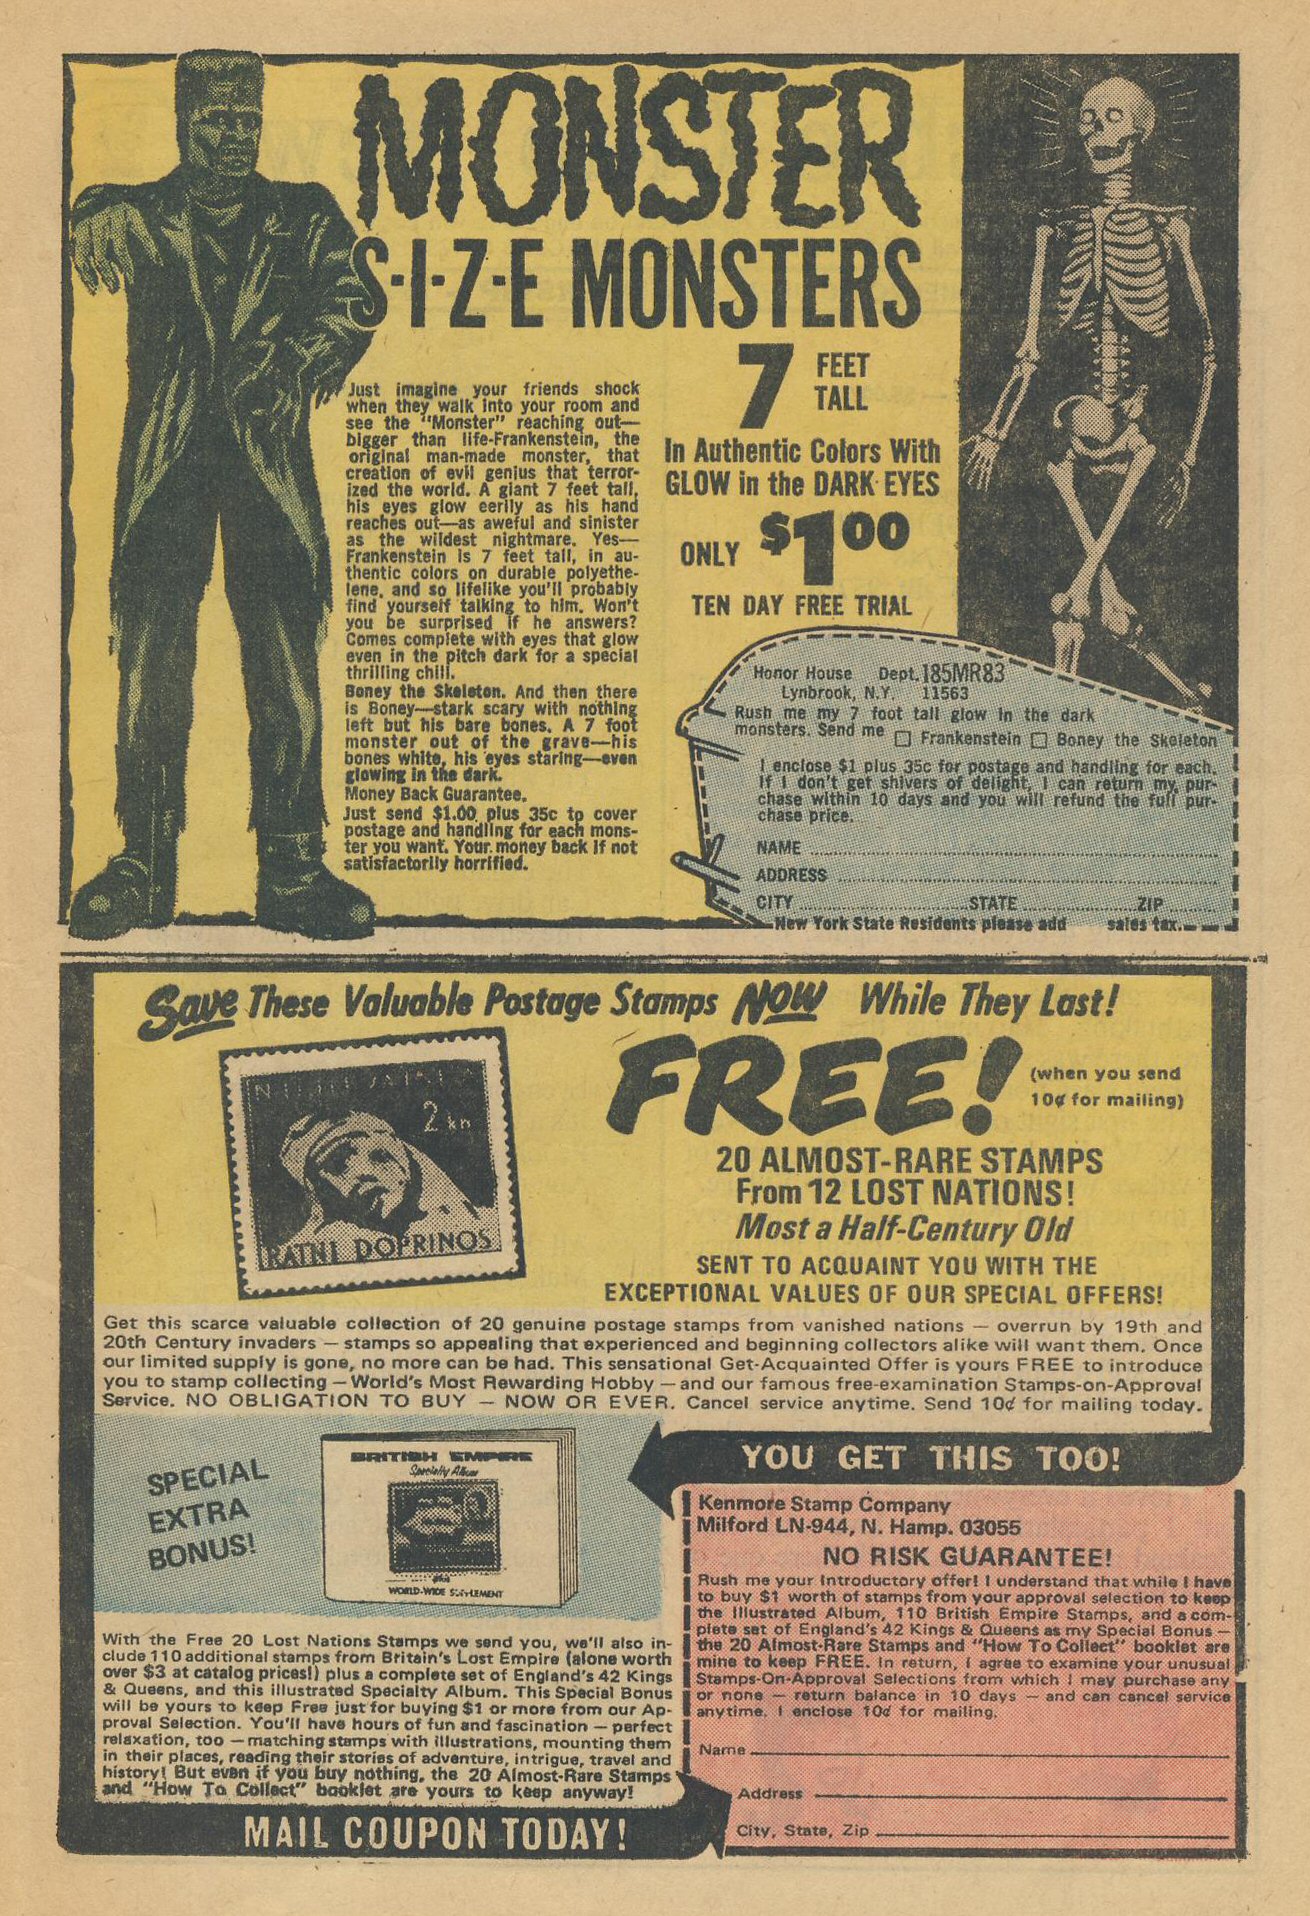 MONSTER
S-I-Z-E MONSTERS
7 FEET TALL
In Authentic Colors With
GLOW in the DARK EYES
ONLY $1.00
TEN DAY FREE TRIAL
Just imagine your friends shock
when they walk into your room and
see the "Monster" reaching out—
bigger than life-Frankenstein, the
original man-made monster, that
creation of evil genius that terror-
ized the world. A giant 7 feet tall,
his eyes glow eerily as his hand
reaches out—as aweful and sinister
as the wildest nightmare. Yes—
Frankenstein is 7 feet tall, in au-
thentic colors on durable polyethe-
lene, and so lifelike you'll probably
find yourself talking to him. Won't
you be surprised if he answers?
Comes complete with eyes that glow
even in the pitch dark for a special
thrilling chill.
Boney the Skeleton. And then there
is Boney—stark scary with nothing
left but his bare bones. A 7 foot
monster out of the grave—his
bones white, his eyes staring—even
glowing in the dark.
Money Back Guarantee.
Just send $1.00 plus 35c to cover
postage and handling for each mons-
ter you want. Your money back if not
satisfactorily horrified.
Honor House Dept. 185MR83
Lynbrook, N.Y. 11563
Rush me my 7 foot tall glow in the dark
monsters. Send me □ Frankenstein □ Boney the Skeleton
I enclose $1 plus 35c for postage and handling for each.
If I don't get shivers of delight, I can return my pur-
chase within 10 days and you will refund the full pur-
chase price.
NAME
ADDRESS
CITY STATE ZIP
New York State Residents please add sales tax.
Save These Valuable Postage Stamps NOW While They Last!
2 kn
RATNI DOPRINOS
FREE! (when you send
10¢ for mailing)
20 ALMOST-RARE STAMPS
From 12 LOST NATIONS!
Most a Half-Century Old
SENT TO ACQUAINT YOU WITH THE
EXCEPTIONAL VALUES OF OUR SPECIAL OFFERS!
Get this scarce valuable collection of 20 genuine postage stamps from vanished nations — overrun by 19th and
20th Century invaders — stamps so appealing that experienced and beginning collectors alike will want them. Once
our limited supply is gone, no more can be had. This sensational Get-Acquainted Offer is yours FREE to introduce
you to stamp collecting — World's Most Rewarding Hobby — and our famous free-examination Stamps-on-Approval
Service. NO OBLIGATION TO BUY — NOW OR EVER. Cancel service anytime. Send 10¢ for mailing today.
SPECIAL
EXTRA
BONUS!
BRITISH EMPIRE
Specialty Album
plus
WORLD-WIDE SUPPLEMENT
YOU GET THIS TOO!
With the Free 20 Lost Nations Stamps we send you, we'll also in-
clude 110 additional stamps from Britain's Lost Empire (alone worth
over $3 at catalog prices!) plus a complete set of England's 42 Kings
& Queens, and this illustrated Specialty Album. This Special Bonus
will be yours to keep Free just for buying $1 or more from our Ap-
proval Selection. You'll have hours of fun and fascination — perfect
relaxation, too — matching stamps with illustrations, mounting them
in their places, reading their stories of adventure, intrigue, travel and
history! But even if you buy nothing, the 20 Almost-Rare Stamps
and "How To Collect" booklet are yours to keep anyway!
MAIL COUPON TODAY!
Kenmore Stamp Company
Milford LN-944, N. Hamp. 03055
NO RISK GUARANTEE!
Rush me your Introductory offer! I understand that while I have
to buy $1 worth of stamps from your approval selection to keep
the Illustrated Album, 110 British Empire Stamps, and a com-
plete set of England's 42 Kings & Queens as my Special Bonus —
the 20 Almost-Rare Stamps and "How To Collect" booklet are
mine to keep FREE. In return, I agree to examine your unusual
Stamps-On-Approval Selections from which I may purchase any
or none — return balance in 10 days — and can cancel service
anytime. I enclose 10¢ for mailing.
Name
Address
City, State, Zip